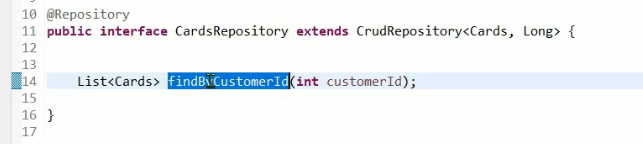 10 @Repository
11 public interface CardsRepository extends CrudRepository<Cards, Long> {
12
13
14     List<Cards> findByCustomerId(int customerId);
15
16 }
17